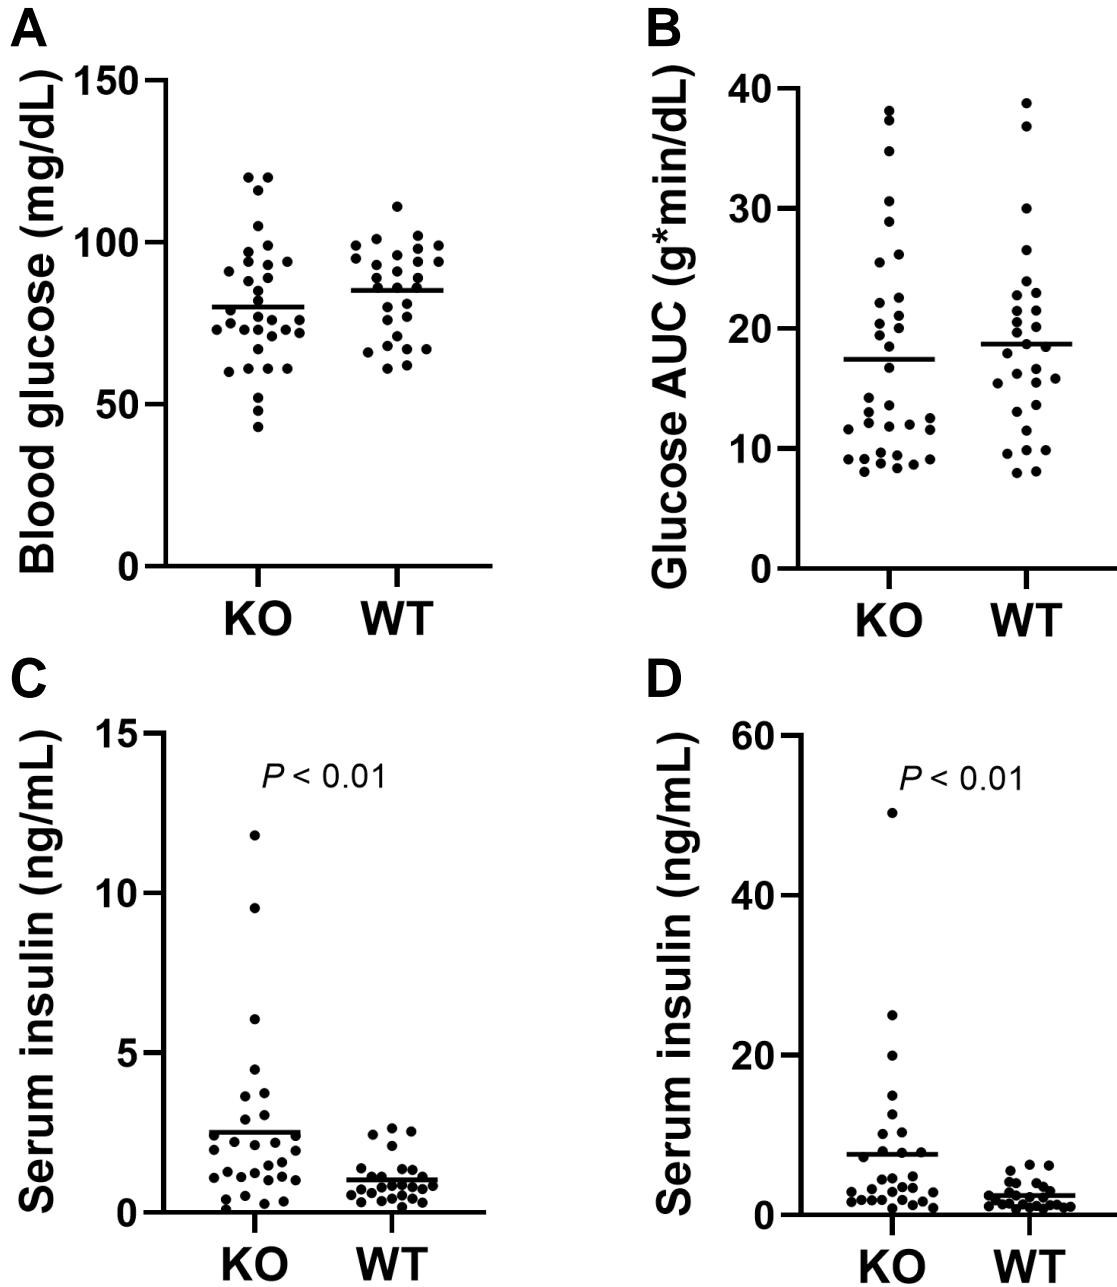 A
Blood glucose (mg/dL)
150
100
50
0
KO
WT
B
Glucose AUC (g*min/dL)
40
30
20
10
0
KO
WT
C
Serum insulin (ng/mL)
15
10
5
0
P < 0.01
KO
WT
D
Serum insulin (ng/mL)
60
40
20
0
P < 0.01
KO
WT